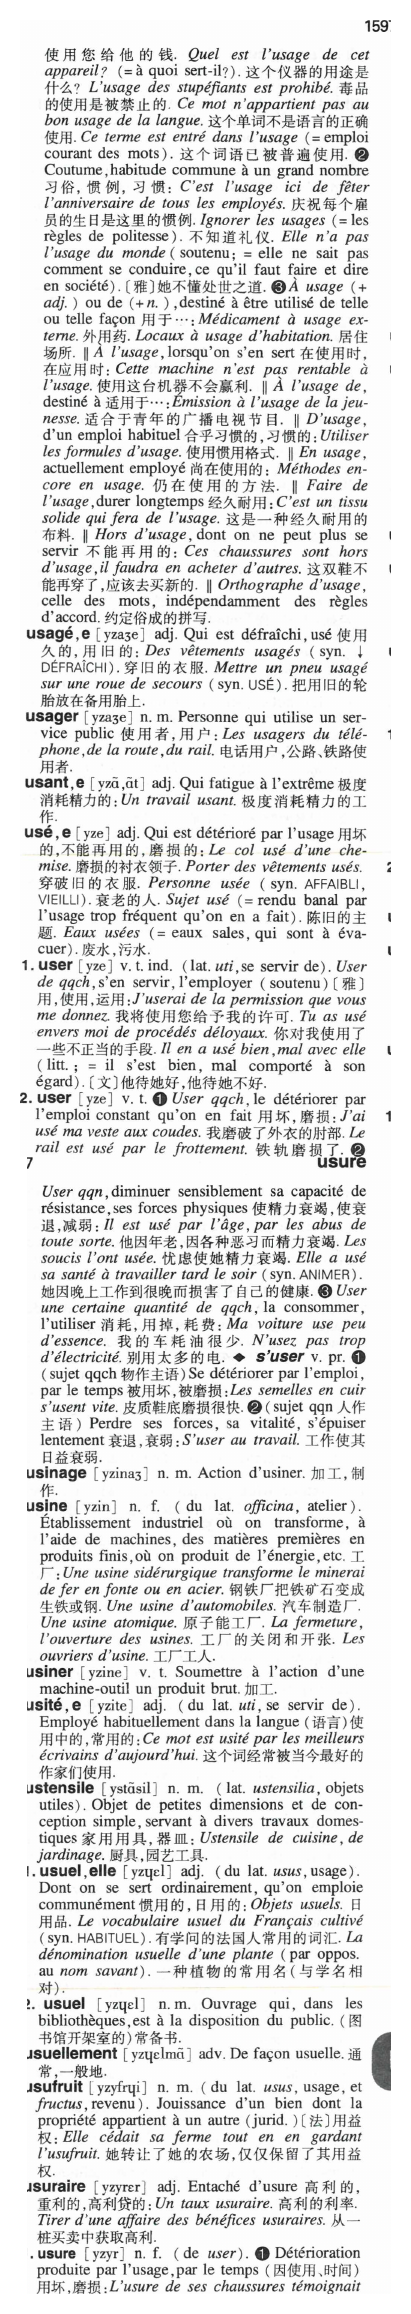 159
使用您给他的钱. Quel est l'usage de cet
appareil? (=à quoi sert-il?). 这个仪器的用途是
什么? L'usage des stupéfiants est prohibé. 毒品
的使用是被禁止的. Ce mot n'appartient pas au
bon usage de la langue. 这个单词不是语言的正确
使用. Ce terme est entré dans l'usage (=emploi
courant des mots). 这个词语已被普遍使用. ❷
Coutume, habitude commune à un grand nombre
习俗, 惯例, 习惯: C'est l'usage ici de fêter
l'anniversaire de tous les employés. 庆祝每个雇
员的生日是这里的惯例. Ignorer les usages (=les
règles de politesse). 不知道礼仪. Elle n'a pas
l'usage du monde (soutenu; = elle ne sait pas
comment se conduire, ce qu'il faut faire et dire
en société). 〔雅〕她不懂处世之道. ❸ À usage (+
adj.) ou de (+n.), destiné à être utilisé de telle
ou telle façon 用于…: Médicament à usage ex-
terne. 外用药. Locaux à usage d'habitation. 居住
场所. ‖ À l'usage, lorsqu'on s'en sert 在使用时,
在应用时: Cette machine n'est pas rentable à
l'usage. 使用这台机器不会赢利. ‖ À l'usage de,
destiné à 适用于…: Émission à l'usage de la jeu-
nesse. 适合于青年的广播电视节目. ‖ D'usage,
d'un emploi habituel 合乎习惯的, 习惯的: Utiliser
les formules d'usage. 使用惯用格式. ‖ En usage,
actuellement employé 尚在使用的: Méthodes en-
core en usage. 仍在使用的方法. ‖ Faire de
l'usage, durer longtemps 经久耐用: C'est un tissu
solide qui fera de l'usage. 这是一种经久耐用的
布料. ‖ Hors d'usage, dont on ne peut plus se
servir 不能再用的: Ces chaussures sont hors
d'usage, il faudra en acheter d'autres. 这双鞋不
能再穿了, 应该去买新的. ‖ Orthographe d'usage,
celle des mots, indépendamment des règles
d'accord. 约定俗成的拼写.
usagé, e [yzaʒe] adj. Qui est défraîchi, usé 使用
久的, 用旧的: Des vêtements usagés (syn. ↓
DÉFRAÎCHI). 穿旧的衣服. Mettre un pneu usagé
sur une roue de secours (syn. USÉ). 把用旧的轮
胎放在备用胎上.
usager [yzaʒe] n. m. Personne qui utilise un ser-
vice public 使用者, 用户: Les usagers du télé-
phone, de la route, du rail. 电话用户, 公路、铁路使
用者.
usant, e [yzɑ̃, ɑ̃t] adj. Qui fatigue à l'extrême 极度
消耗精力的: Un travail usant. 极度消耗精力的工
作.
usé, e [yze] adj. Qui est détérioré par l'usage 用坏
的, 不能再用的, 磨损的: Le col usé d'une che-
mise. 磨损的衬衣领子. Porter des vêtements usés.
穿破旧的衣服. Personne usée (syn. AFFAIBLI,
VIEILLI). 衰老的人. Sujet usé (= rendu banal par
l'usage trop fréquent qu'on en a fait). 陈旧的主
题. Eaux usées (= eaux sales, qui sont à éva-
cuer). 废水, 污水.
1. user [yze] v. t. ind. (lat. uti, se servir de). User
de qqch, s'en servir, l'employer (soutenu)〔雅〕
用, 使用, 运用: J'userai de la permission que vous
me donnez. 我将使用您给予我的许可. Tu as usé
envers moi de procédés déloyaux. 你对我使用了
一些不正当的手段. Il en a usé bien, mal avec elle
(litt.; = il s'est bien, mal comporté à son
égard). 〔文〕他待她好, 他待她不好.
2. user [yze] v. t. ❶ User qqch, le détériorer par
l'emploi constant qu'on en fait 用坏, 磨损: J'ai
usé ma veste aux coudes. 我磨破了外衣的肘部. Le
rail est usé par le frottement. 铁轨磨损了. ❷
7 usure
User qqn, diminuer sensiblement sa capacité de
résistance, ses forces physiques 使精力衰竭, 使衰
退, 减弱: Il est usé par l'âge, par les abus de
toute sorte. 他因年老, 因各种恶习而精力衰竭. Les
soucis l'ont usée. 忧虑使她精力衰竭. Elle a usé
sa santé à travailler tard le soir (syn. ANIMER).
她因晚上工作到很晚而损害了自己的健康. ❸ User
une certaine quantité de qqch, la consommer,
l'utiliser 消耗, 用掉, 耗费: Ma voiture use peu
d'essence. 我的车耗油很少. N'usez pas trop
d'électricité. 别用太多的电. ◆ s'user v. pr. ❶
(sujet qqch 物作主语) Se détériorer par l'emploi,
par le temps 被用坏, 被磨损: Les semelles en cuir
s'usent vite. 皮质鞋底磨损很快. ❷ (sujet qqn 人作
主语) Perdre ses forces, sa vitalité, s'épuiser
lentement 衰退, 衰弱: S'user au travail. 工作使其
日益衰弱.
usinage [yzinaʒ] n. m. Action d'usiner. 加工, 制
作.
usine [yzin] n. f. (du lat. officina, atelier).
Établissement industriel où on transforme, à
l'aide de machines, des matières premières en
produits finis, où on produit de l'énergie, etc. 工
厂: Une usine sidérurgique transforme le minerai
de fer en fonte ou en acier. 钢铁厂把铁矿石变成
生铁或钢. Une usine d'automobiles. 汽车制造厂.
Une usine atomique. 原子能工厂. La fermeture,
l'ouverture des usines. 工厂的关闭和开张. Les
ouvriers d'usine. 工厂工人.
usiner [yzine] v. t. Soumettre à l'action d'une
machine-outil un produit brut. 加工.
usité, e [yzite] adj. (du lat. uti, se servir de).
Employé habituellement dans la langue (语言)使
用中的, 常用的: Ce mot est usité par les meilleurs
écrivains d'aujourd'hui. 这个词经常被当今最好的
作家们使用.
ustensile [ystɑ̃sil] n. m. (lat. ustensilia, objets
utiles). Objet de petites dimensions et de con-
ception simple, servant à divers travaux domes-
tiques 家用用具, 器皿: Ustensile de cuisine, de
jardinage. 厨具, 园艺工具.
1. usuel, elle [yzɥɛl] adj. (du lat. usus, usage).
Dont on se sert ordinairement, qu'on emploie
communément 惯用的, 日用的: Objets usuels. 日
用品. Le vocabulaire usuel du Français cultivé
(syn. HABITUEL). 有学问的法国人常用的词汇. La
dénomination usuelle d'une plante (par oppos.
au nom savant). 一种植物的常用名(与学名相
对).
2. usuel [yzɥɛl] n. m. Ouvrage qui, dans les
bibliothèques, est à la disposition du public. (图
书馆开架室的)常备书.
usuellement [yzɥɛlmɑ̃] adv. De façon usuelle. 通
常, 一般地.
usufruit [yzyfrɥi] n. m. (du lat. usus, usage, et
fructus, revenu). Jouissance d'un bien dont la
propriété appartient à un autre (jurid.)〔法〕用益
权: Elle cédait sa ferme tout en en gardant
l'usufruit. 她转让了她的农场, 仅仅保留了其用益
权.
usuraire [yzyrɛr] adj. Entaché d'usure 高利的,
重利的, 高利贷的: Un taux usuraire. 高利的利率.
Tirer d'une affaire des bénéfices usuraires. 从一
桩买卖中获取高利.
. usure [yzyr] n. f. (de user). ❶ Détérioration
produite par l'usage, par le temps (因使用、时间)
用坏, 磨损: L'usure de ses chaussures témoignait